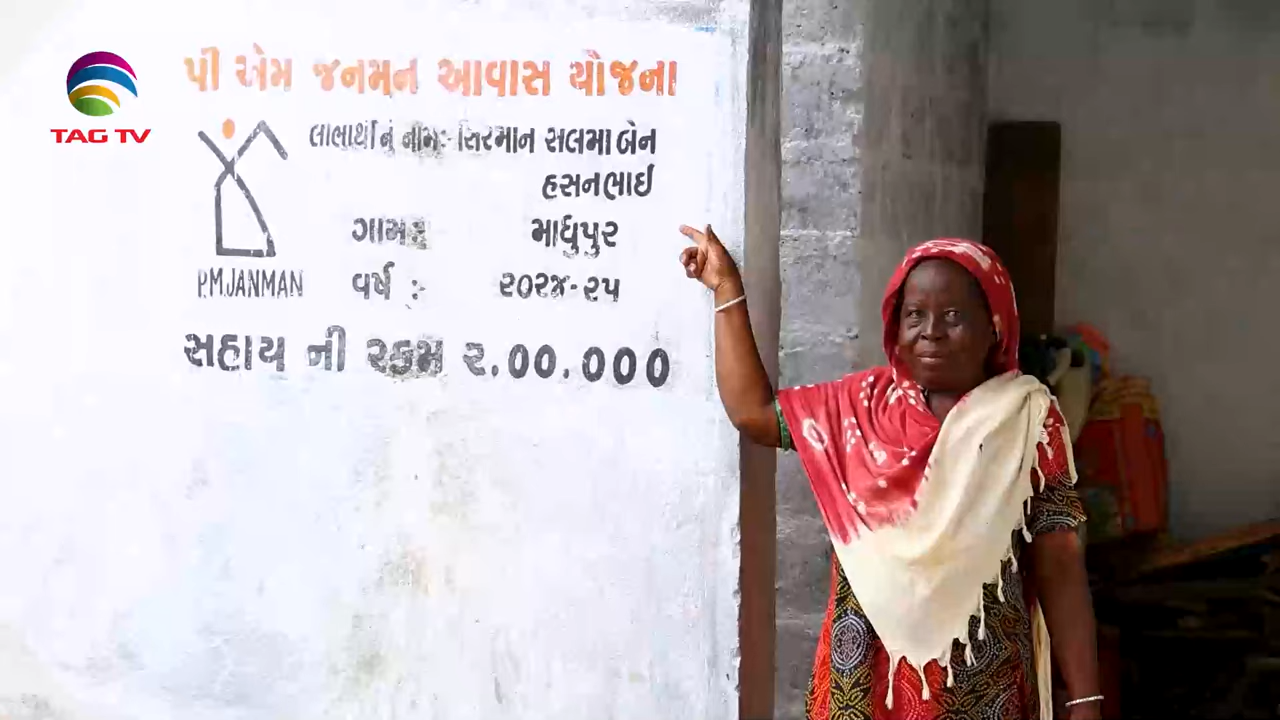 TAG TV
પી એમ જનમન આવાસ યોજના
લાભાર્થીનું નામઃ- સિરમાન સલમા બેન
હસનભાઈ
ગામઃ માધુપુર
P.M.JANMAN
વર્ષ :- ૨૦૨૪-૨૫
સહાય ની રકમ ૨.૦૦.૦૦૦